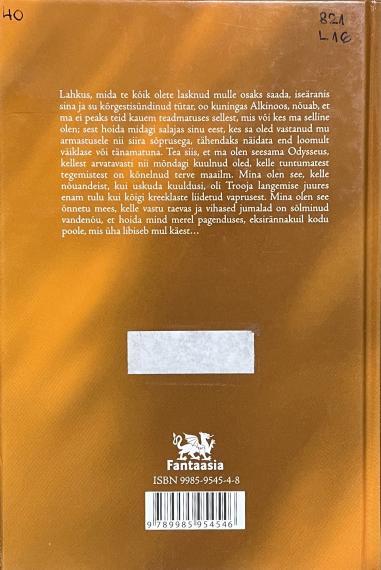 40
821
L 16
Lahkus, mida te kõik olete lasknud mulle osaks saada, iseäranis
sina ja su kõrgestisündinud tütar, oo kuningas Alkinoos, nõuab, et
ma ei peaks teid kauem teadmatuses sellest, mis või kes ma selline
olen; sest hoida midagi salajas sinu eest, kes sa oled vastanud mu
armastusele nii siira sõprusega, tähendaks näidata end loomult
väiklase või tänamatuna. Tea siis, et ma olen seesama Odysseus,
kellest arvatavasti nii mõndagi kuulnud oled, kelle tuntumatest
tegemistest on kõnelnud terve maailm. Mina olen see, kelle
nõuandeist, kui uskuda kuuldusi, oli Trooja langemise juures
enam tulu kui kõigi kreeklaste liidetud vaprusest. Mina olen see
õnnetu mees, kelle vastu taevas ja vihased jumalad on sõlminud
vandenõu, et hoida mind merel pagenduses, eksirännakuil kodu
poole, mis üha libiseb mul käest...
Fantaasia
ISBN 9985-9545-4-8
9 789985 954546